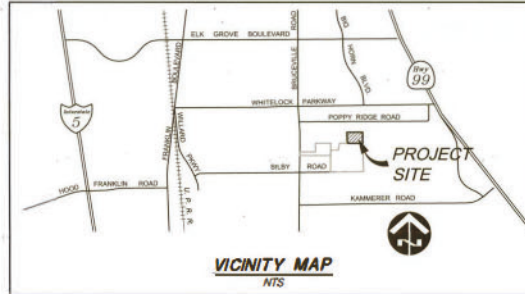 ELK GROVE BOULEVARD
BOULEVARD
BRUCEVILLE ROAD
BIG HORN BLVD
Hwy
99
Interstate
5
WHITELOCK PARKWAY
POPPY RIDGE ROAD
FRANKLIN
WILLARD PKWY
PROJECT
SITE
BILBY ROAD
HOOD FRANKLIN ROAD
U.P.R.R.
KAMMERER ROAD
N
VICINITY MAP
NTS